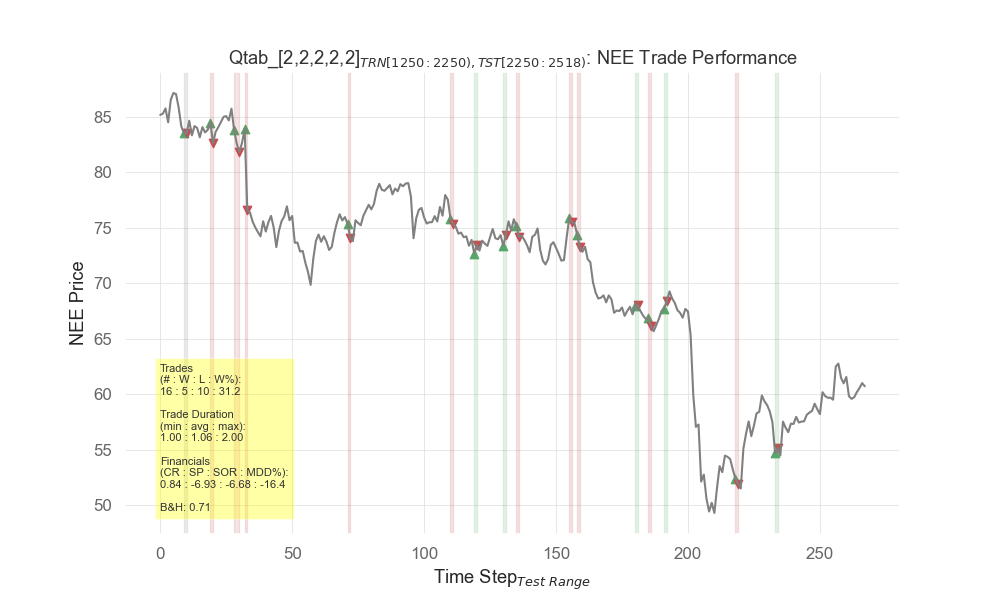 Qtab_[2,2,2,2,2]TRN[1250:2250),TST[2250:2518): NEE Trade Performance
NEE Price
85
80
75
70
65
60
55
50
Trades
(# : W : L : W%):
16 : 5 : 10 : 31.2
Trade Duration
(min : avg : max):
1.00 : 1.06 : 2.00
Financials
(CR : SP : SOR : MDD%):
0.84 : -6.93 : -6.68 : -16.4
B&H: 0.71
0 50 100 150 200 250
Time StepTest Range